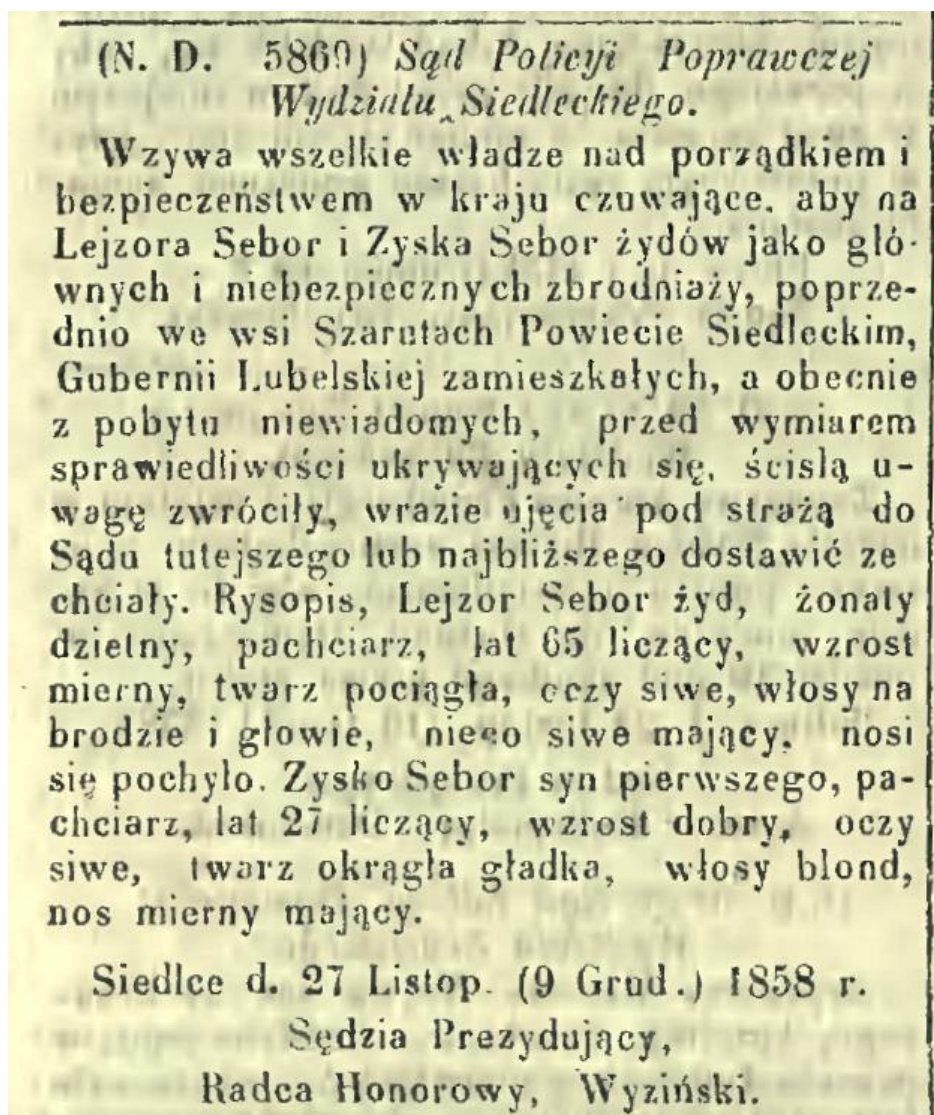 (N. D. 5869) Sąd Policyi Poprawczej
Wydziału Siedleckiego.
Wzywa wszelkie władze nad porządkiem i
bezpieczeństwem w kraju czuwające, aby na
Lejzora Sebor i Zyska Sebor żydów jako głó-
wnych i niebezpiecznych zbrodniaży, poprze-
dnio we wsi Szarutach Powiecie Siedleckim,
Gubernii Lubelskiej zamieszkałych, a obecnie
z pobytu niewiadomych, przed wymiarem
sprawiedliwości ukrywających się, ścisłą u-
wagę zwróciły, wrazie ujęcia pod strażą do
Sądu tutejszego lub najbliższego dostawić ze
chciały. Rysopis, Lejzor Sebor żyd, żonaty
dzietny, pachciarz, lat 65 liczący, wzrost
mierny, twarz pociągła, oczy siwe, włosy na
brodzie i głowie, nieco siwe mający, nosi
się pochyło. Zysko Sebor syn pierwszego, pa-
chciarz, lat 27 liczący, wzrost dobry, oczy
siwe, twarz okrągła gładka, włosy blond,
nos mierny mający.
Siedlce d. 27 Listop. (9 Grud.) 1858 r.
Sędzia Prezydujący,
Radca Honorowy, Wyziński.